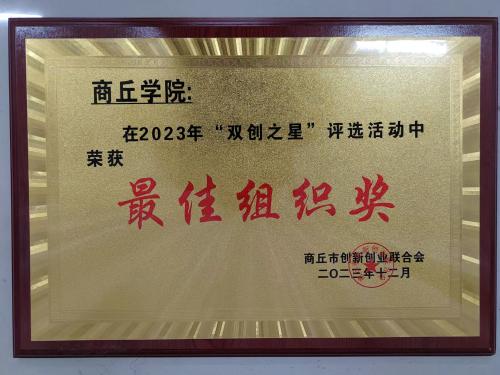 商丘学院:
在2023年“双创之星”评选活动中
荣获
最佳组织奖
商丘市创新创业联合会
二〇二三年十二月